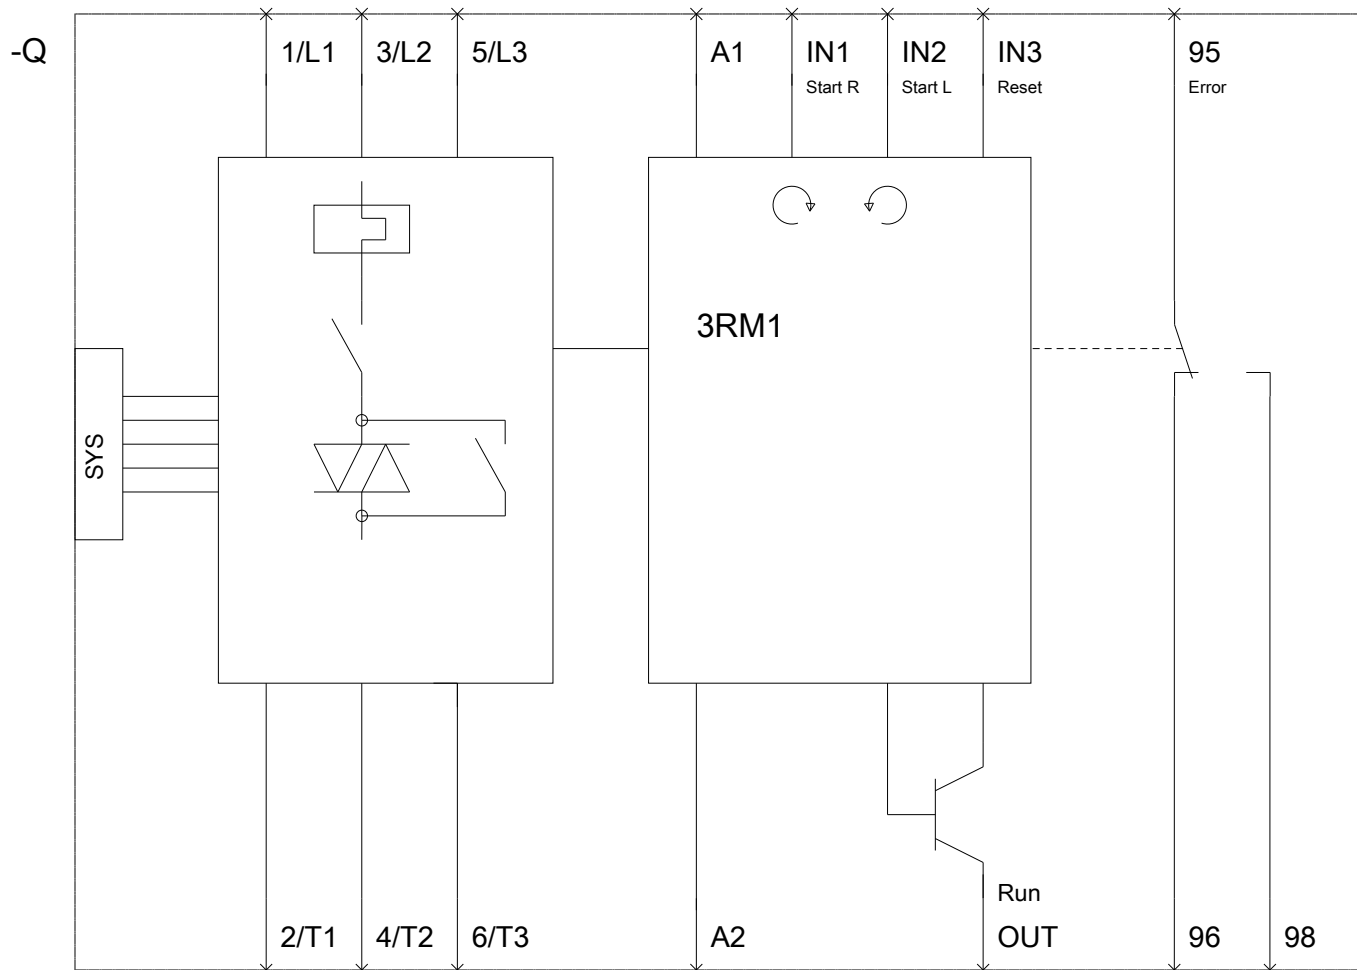 -Q 1/L1 3/L2 5/L3 A1 IN1 IN2 IN3 95
Start R Start L Reset Error
3RM1
SYS
Run
2/T1 4/T2 6/T3 A2 OUT 96 98